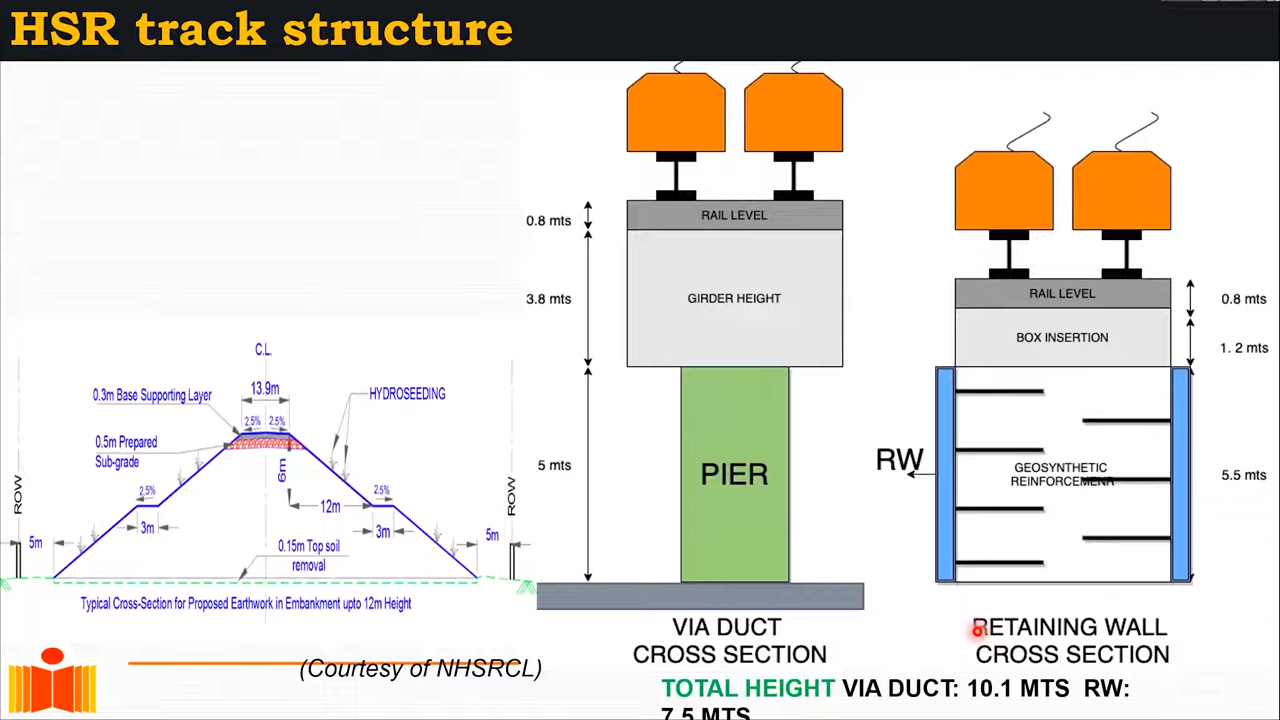 HSR track structure
C.L.
13.9m
0.3m Base Supporting Layer
HYDROSEEDING
2.5% 2.5%
0.5m Prepared
Sub-grade
6m
2.5%
2.5%
12m
3m
3m
ROW
ROW
5m
5m
0.15m Top soil
removal
Typical Cross-Section for Proposed Earthwork in Embankment upto 12m Height
(Courtesy of NHSRCL)
0.8 mts
RAIL LEVEL
3.8 mts
GIRDER HEIGHT
5 mts
PIER
VIA DUCT
CROSS SECTION
RAIL LEVEL
0.8 mts
BOX INSERTION
1. 2 mts
RW
GEOSYNTHETIC
REINFORCEMENR
5.5 mts
RETAINING WALL
CROSS SECTION
TOTAL HEIGHT VIA DUCT: 10.1 MTS RW:
7.5 MTS